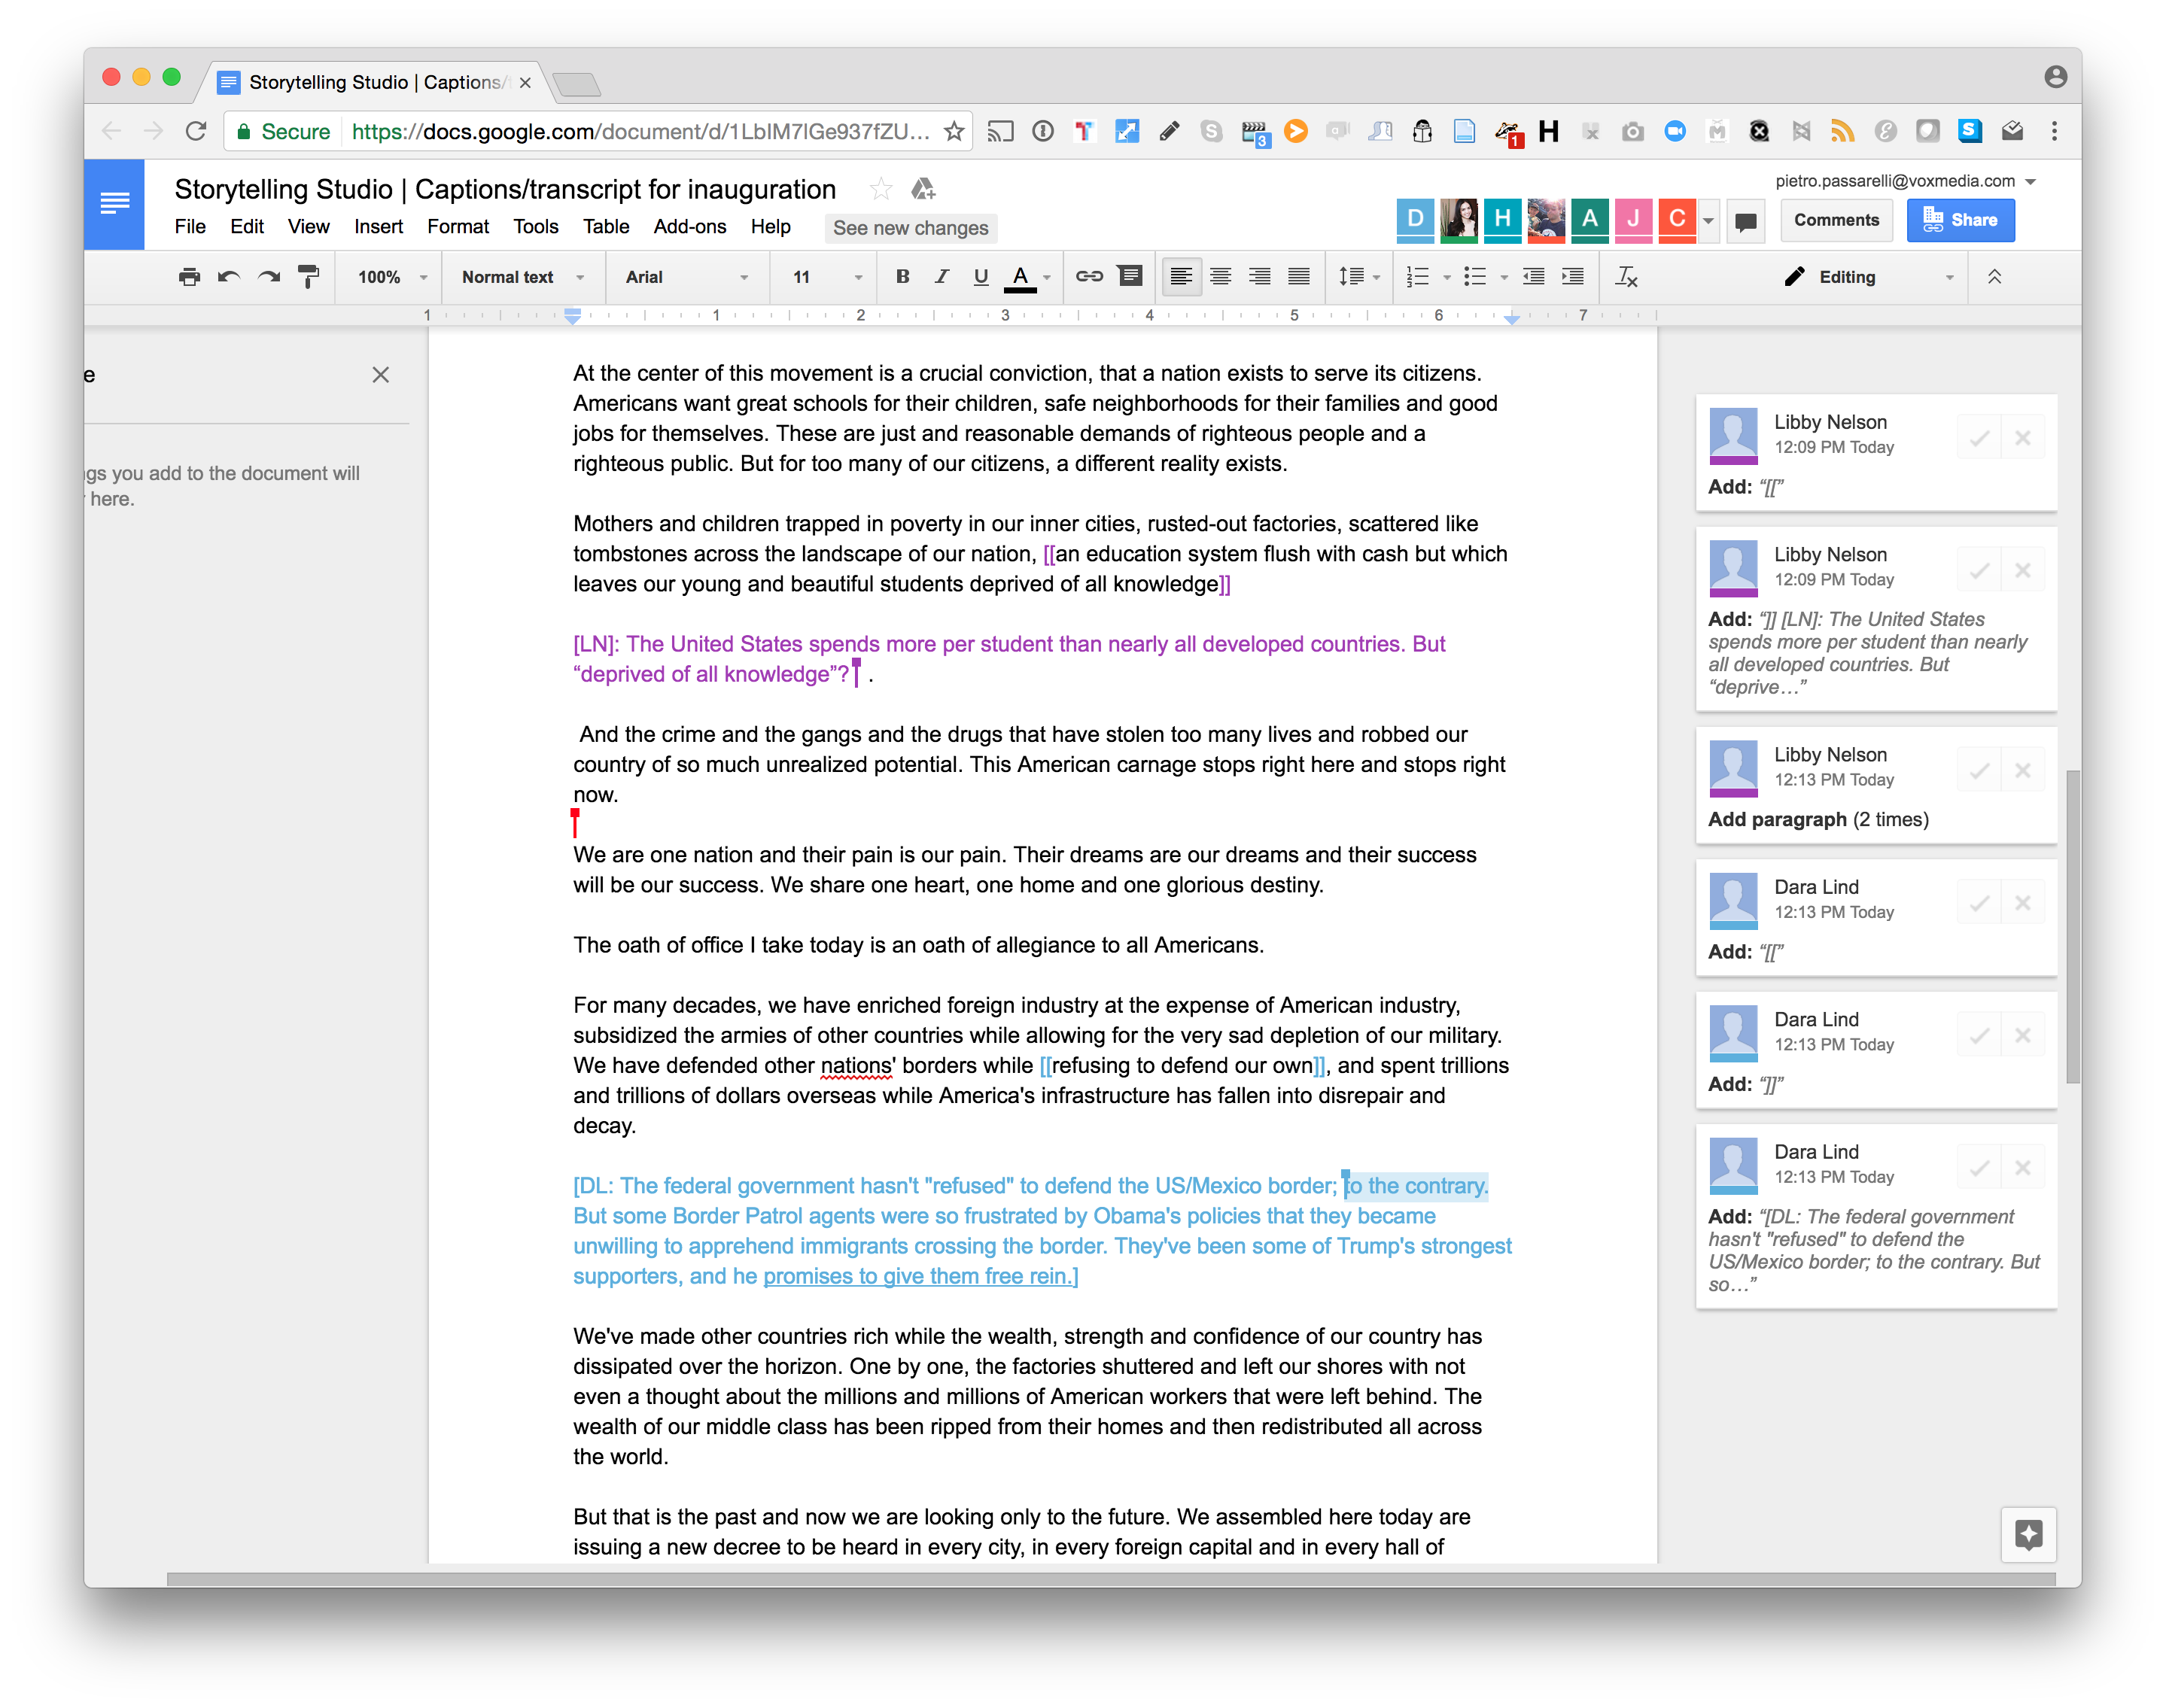 Storytelling Studio | Captions/
Secure https://docs.google.com/document/d/1LbIM7lGe937fZU...
3
1
Storytelling Studio | Captions/transcript for inauguration
pietro.passarelli@voxmedia.com
File Edit View Insert Format Tools Table Add-ons Help See new changes
D H A J C Comments Share
100% Normal text Arial 11 B I U A Editing
1 1 2 3 4 5 6 7
e
ngs you add to the document will
here.
At the center of this movement is a crucial conviction, that a nation exists to serve its citizens.
Americans want great schools for their children, safe neighborhoods for their families and good
jobs for themselves. These are just and reasonable demands of righteous people and a
righteous public. But for too many of our citizens, a different reality exists.
Mothers and children trapped in poverty in our inner cities, rusted-out factories, scattered like
tombstones across the landscape of our nation, [[an education system flush with cash but which
leaves our young and beautiful students deprived of all knowledge]]
[LN]: The United States spends more per student than nearly all developed countries. But
“deprived of all knowledge”? .
And the crime and the gangs and the drugs that have stolen too many lives and robbed our
country of so much unrealized potential. This American carnage stops right here and stops right
now.
We are one nation and their pain is our pain. Their dreams are our dreams and their success
will be our success. We share one heart, one home and one glorious destiny.
The oath of office I take today is an oath of allegiance to all Americans.
For many decades, we have enriched foreign industry at the expense of American industry,
subsidized the armies of other countries while allowing for the very sad depletion of our military.
We have defended other nations' borders while [[refusing to defend our own]], and spent trillions
and trillions of dollars overseas while America's infrastructure has fallen into disrepair and
decay.
[DL: The federal government hasn't "refused" to defend the US/Mexico border; to the contrary.
But some Border Patrol agents were so frustrated by Obama's policies that they became
unwilling to apprehend immigrants crossing the border. They've been some of Trump's strongest
supporters, and he promises to give them free rein.]
We've made other countries rich while the wealth, strength and confidence of our country has
dissipated over the horizon. One by one, the factories shuttered and left our shores with not
even a thought about the millions and millions of American workers that were left behind. The
wealth of our middle class has been ripped from their homes and then redistributed all across
the world.
But that is the past and now we are looking only to the future. We assembled here today are
issuing a new decree to be heard in every city, in every foreign capital and in every hall of
Libby Nelson
12:09 PM Today
Add: “[[”
Libby Nelson
12:09 PM Today
Add: “]] [LN]: The United States
spends more per student than nearly
all developed countries. But
“deprive…”
Libby Nelson
12:13 PM Today
Add paragraph (2 times)
Dara Lind
12:13 PM Today
Add: “[[”
Dara Lind
12:13 PM Today
Add: “]]”
Dara Lind
12:13 PM Today
Add: “[DL: The federal government
hasn't "refused" to defend the
US/Mexico border; to the contrary. But
so…”